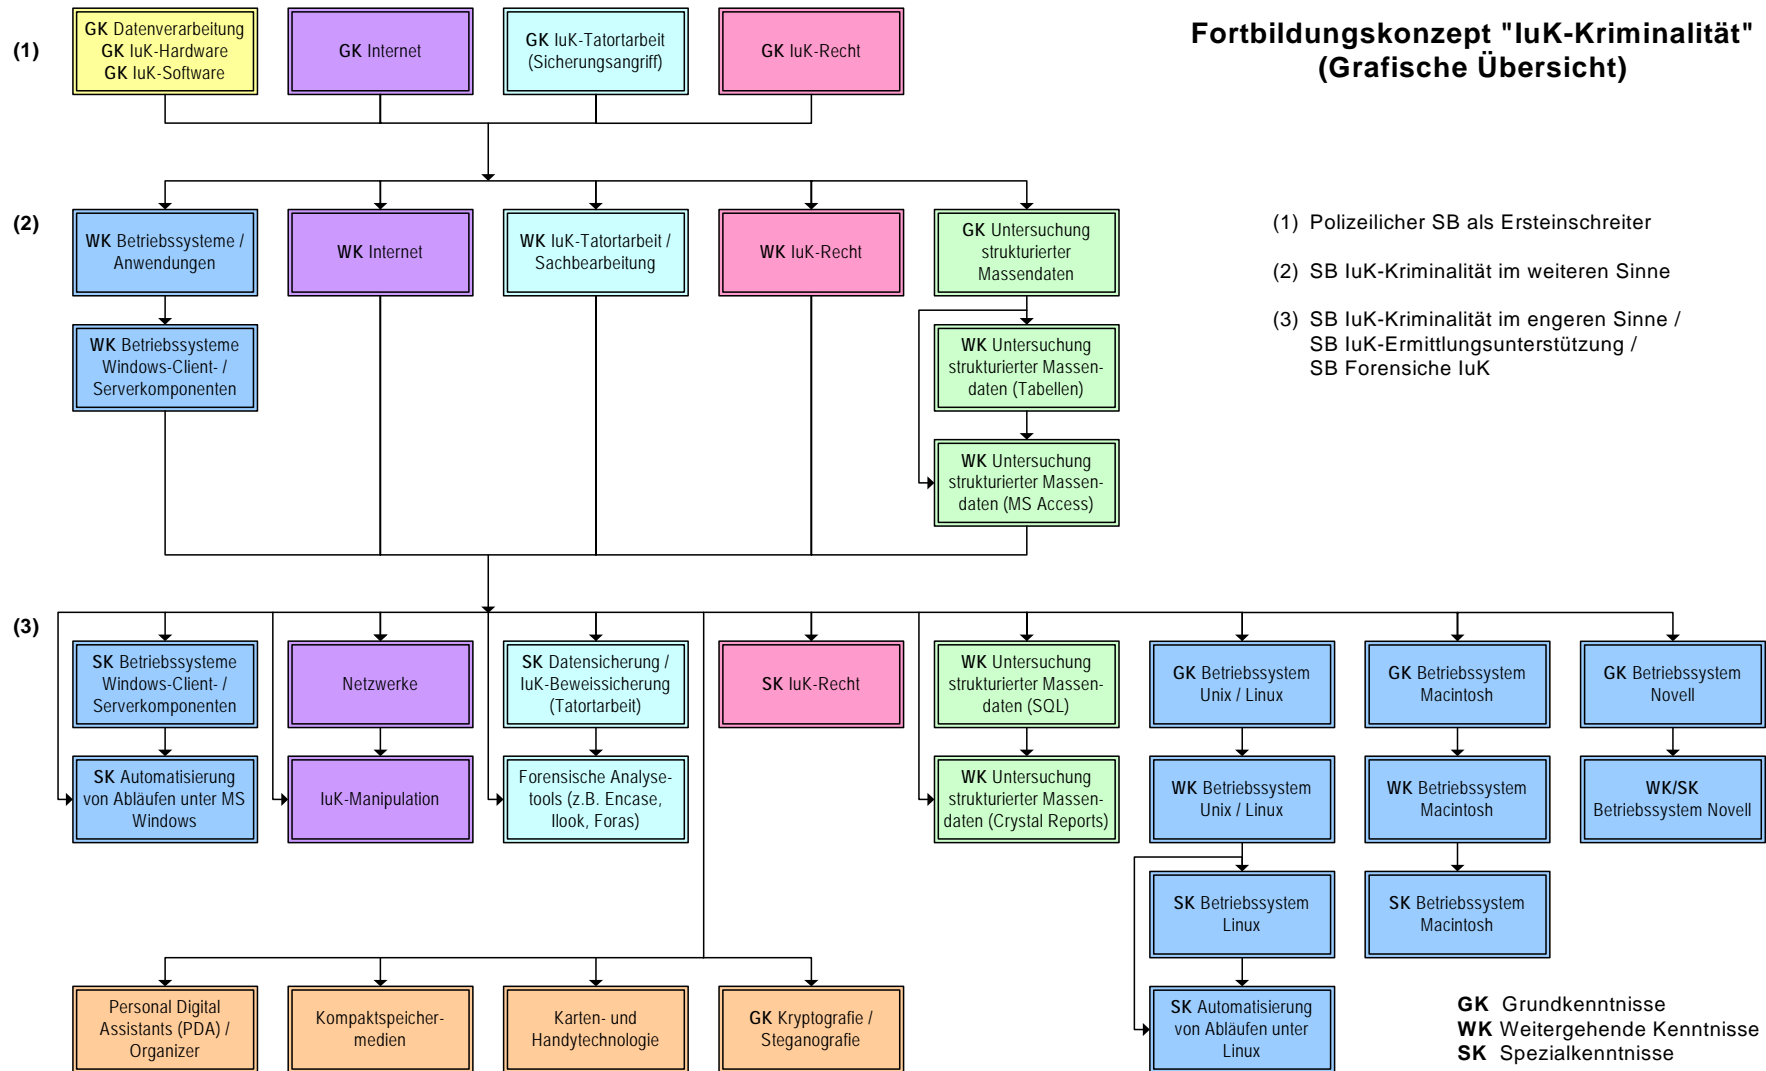 Fortbildungskonzept "IuK-Kriminalität"
(Grafische Übersicht)
(1)
GK Datenverarbeitung
GK IuK-Hardware
GK IuK-Software
GK Internet
GK IuK-Tatortarbeit
(Sicherungsangriff)
GK IuK-Recht
(2)
WK Betriebssysteme /
Anwendungen
WK Internet
WK IuK-Tatortarbeit /
Sachbearbeitung
WK IuK-Recht
GK Untersuchung
strukturierter
Massendaten
(1) Polizeilicher SB als Ersteinschreiter
(2) SB IuK-Kriminalität im weiteren Sinne
(3) SB IuK-Kriminalität im engeren Sinne /
SB IuK-Ermittlungsunterstützung /
SB Forensiche IuK
WK Betriebssysteme
Windows-Client- /
Serverkomponenten
WK Untersuchung
strukturierter Massen-
daten (Tabellen)
WK Untersuchung
strukturierter Massen-
daten (MS Access)
(3)
SK Betriebssysteme
Windows-Client- /
Serverkomponenten
Netzwerke
SK Datensicherung /
IuK-Beweissicherung
(Tatortarbeit)
SK IuK-Recht
WK Untersuchung
strukturierter Massen-
daten (SQL)
GK Betriebssystem
Unix / Linux
GK Betriebssystem
Macintosh
GK Betriebssystem
Novell
SK Automatisierung
von Abläufen unter MS
Windows
IuK-Manipulation
Forensische Analyse-
tools (z.B. Encase,
Ilook, Foras)
WK Untersuchung
strukturierter Massen-
daten (Crystal Reports)
WK Betriebssystem
Unix / Linux
WK Betriebssystem
Macintosh
WK/SK
Betriebssystem Novell
SK Betriebssystem
Linux
SK Betriebssystem
Macintosh
Personal Digital
Assistants (PDA) /
Organizer
Kompaktspeicher-
medien
Karten- und
Handytechnologie
GK Kryptografie /
Steganografie
SK Automatisierung
von Abläufen unter
Linux
GK Grundkenntnisse
WK Weitergehende Kenntnisse
SK Spezialkenntnisse